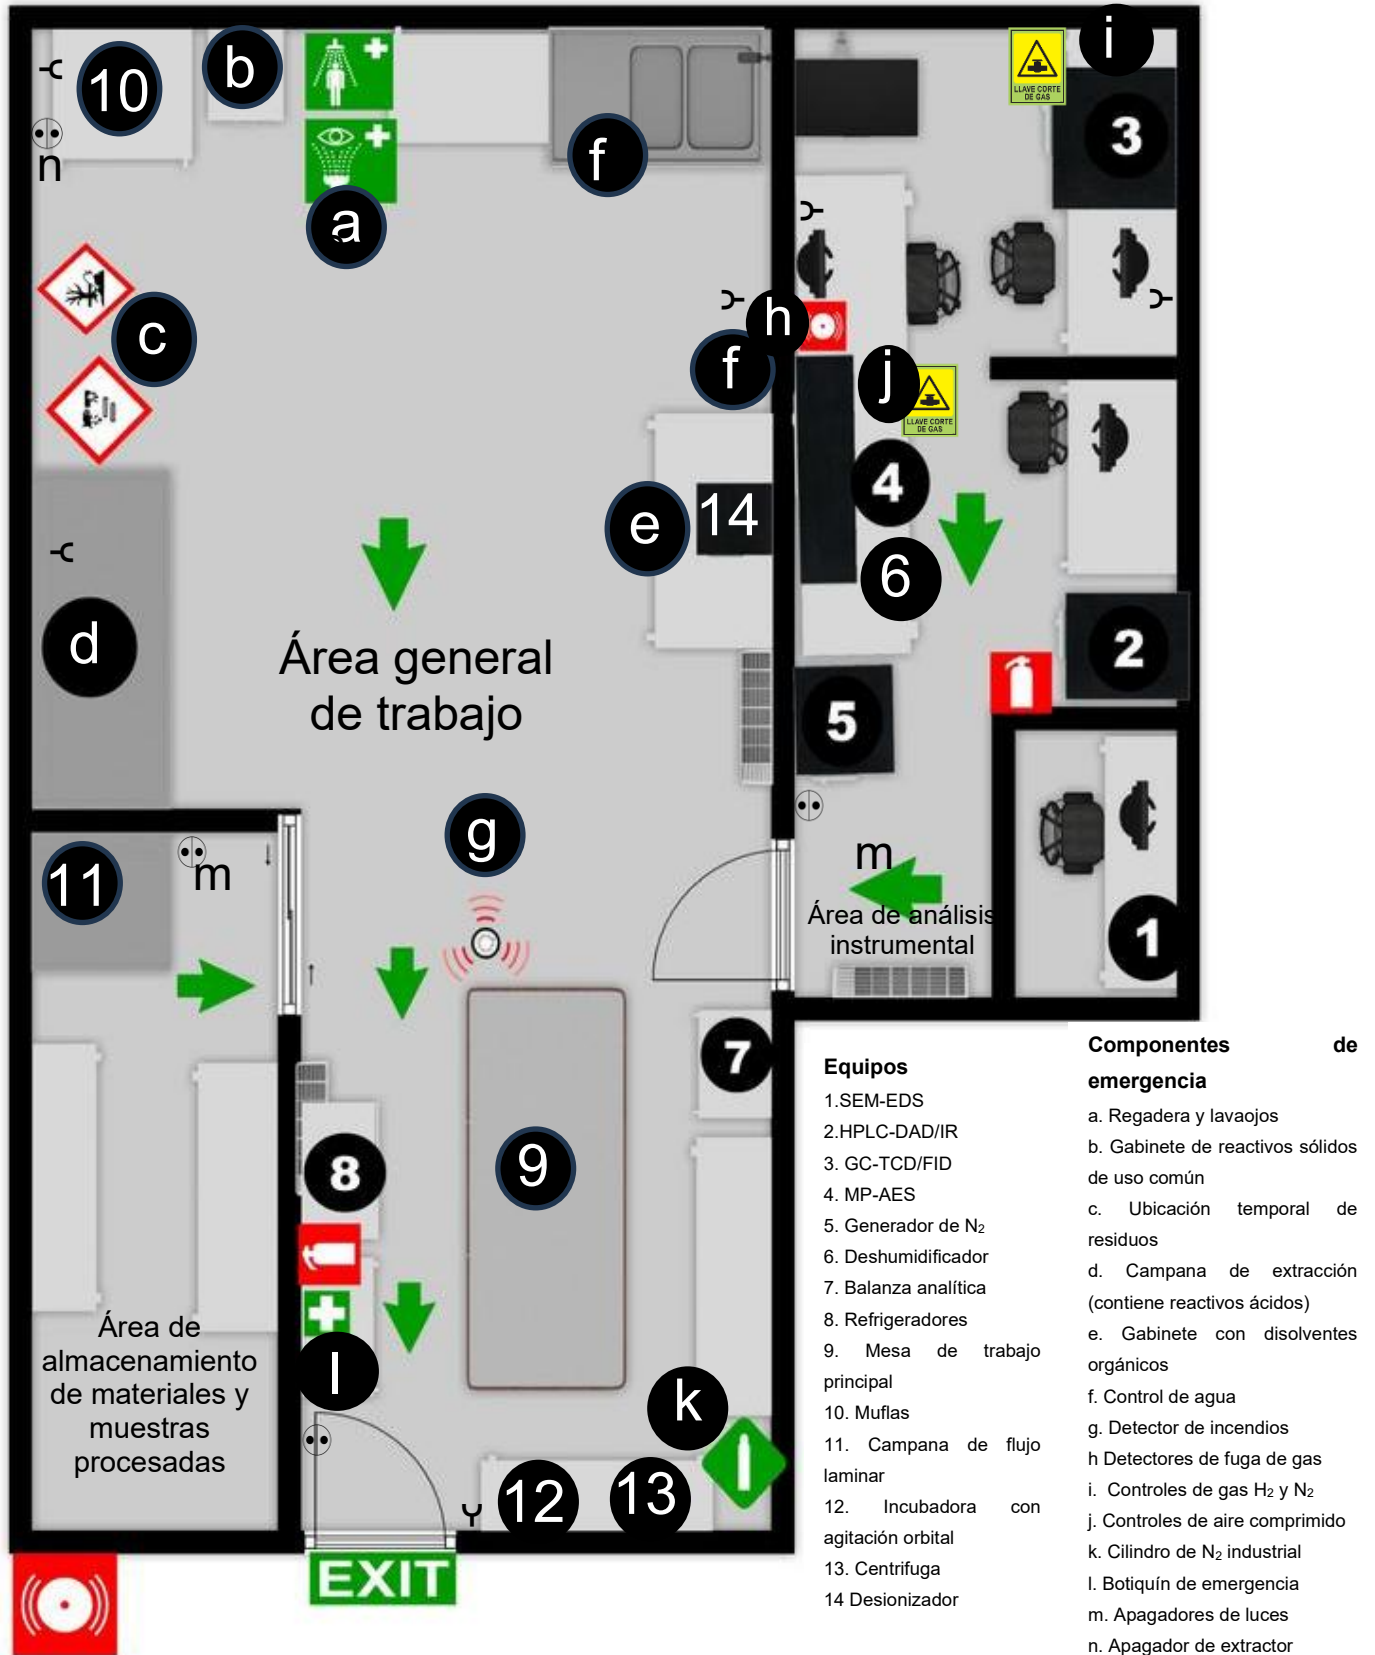 10
b
f
i
LLAVE CORTE
DE GAS
3
n
a
c
h
f
j
LLAVE CORTE
DE GAS
4
e
14
6
d
2
Área general
de trabajo
5
g
m
11
m
Área de análisis
instrumental
1
7
8
9
l
k
Área de
almacenamiento
de materiales y
muestras
procesadas
12
13
EXIT
Equipos
1.SEM-EDS
2.HPLC-DAD/IR
3. GC-TCD/FID
4. MP-AES
5. Generador de N₂
6. Deshumidificador
7. Balanza analítica
8. Refrigeradores
9. Mesa de trabajo
principal
10. Muflas
11. Campana de flujo
laminar
12. Incubadora con
agitación orbital
13. Centrifuga
14 Desionizador
Componentes de
emergencia
a. Regadera y lavaojos
b. Gabinete de reactivos sólidos
de uso común
c. Ubicación temporal de
residuos
d. Campana de extracción
(contiene reactivos ácidos)
e. Gabinete con disolventes
orgánicos
f. Control de agua
g. Detector de incendios
h Detectores de fuga de gas
i. Controles de gas H₂ y N₂
j. Controles de aire comprimido
k. Cilindro de N₂ industrial
l. Botiquín de emergencia
m. Apagadores de luces
n. Apagador de extractor